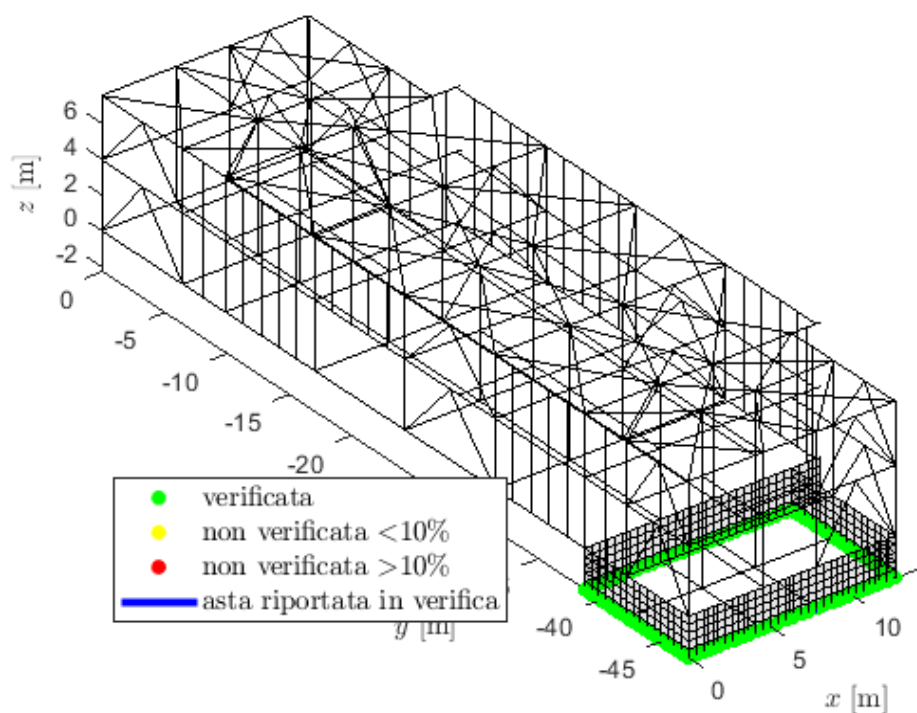 6
4
2
0
-2
z [m]
0
-5
-10
-15
-20
-40
-45
y [m]
0
5
10
x [m]
verificata
non verificata <10%
non verificata >10%
asta riportata in verifica